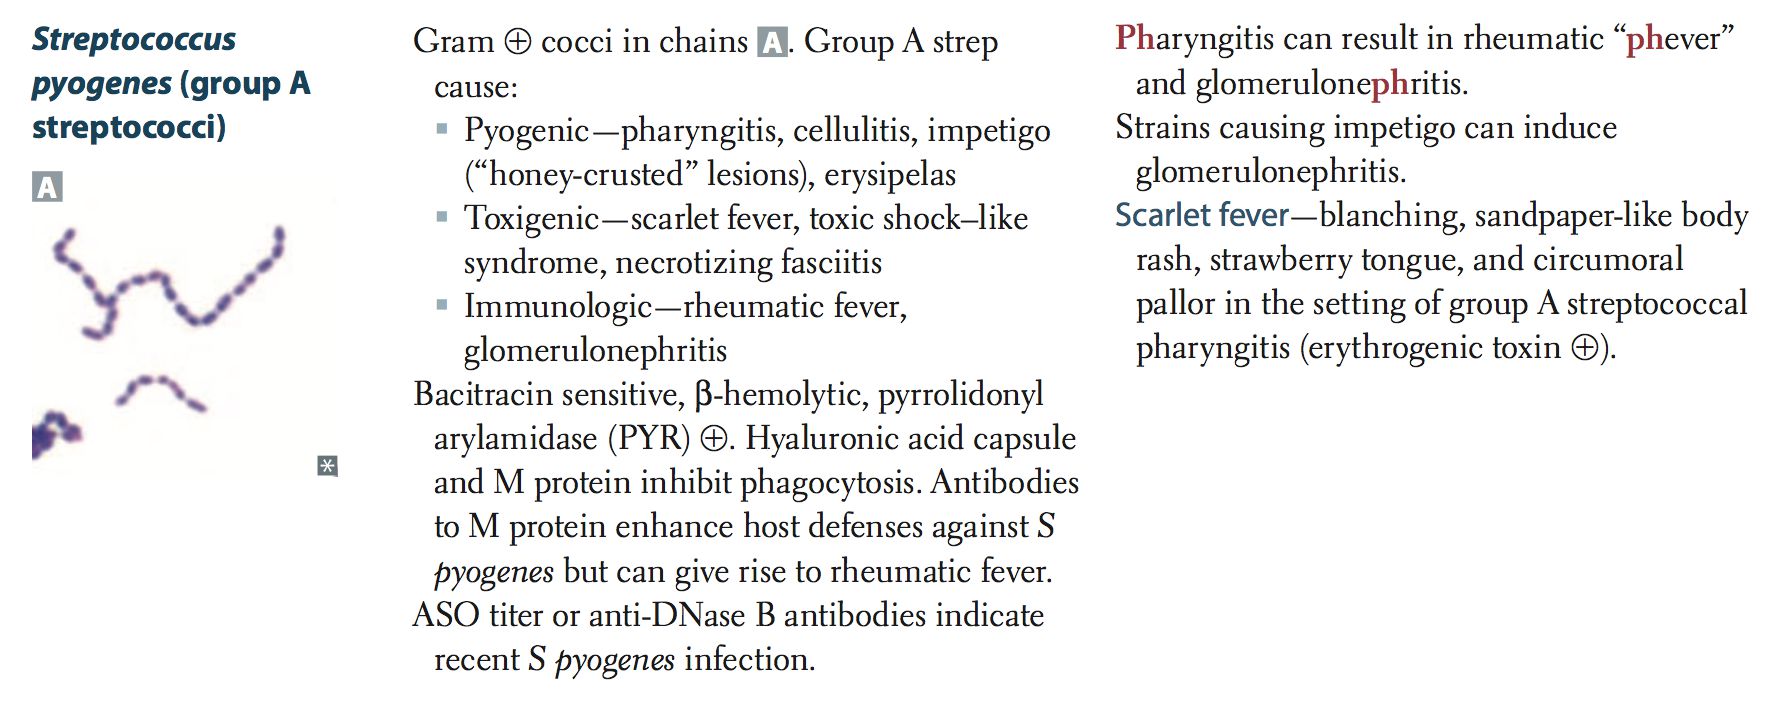 Streptococcus
pyogenes (group A
streptococci)
A
*
Gram ⊕ cocci in chains A. Group A strep
cause:
▪ Pyogenic—pharyngitis, cellulitis, impetigo
(“honey-crusted” lesions), erysipelas
▪ Toxigenic—scarlet fever, toxic shock–like
syndrome, necrotizing fasciitis
▪ Immunologic—rheumatic fever,
glomerulonephritis
Bacitracin sensitive, β-hemolytic, pyrrolidonyl
arylamidase (PYR) ⊕. Hyaluronic acid capsule
and M protein inhibit phagocytosis. Antibodies
to M protein enhance host defenses against S
pyogenes but can give rise to rheumatic fever.
ASO titer or anti-DNase B antibodies indicate
recent S pyogenes infection.
Pharyngitis can result in rheumatic “phever”
and glomerulonephritis.
Strains causing impetigo can induce
glomerulonephritis.
Scarlet fever—blanching, sandpaper-like body
rash, strawberry tongue, and circumoral
pallor in the setting of group A streptococcal
pharyngitis (erythrogenic toxin ⊕).